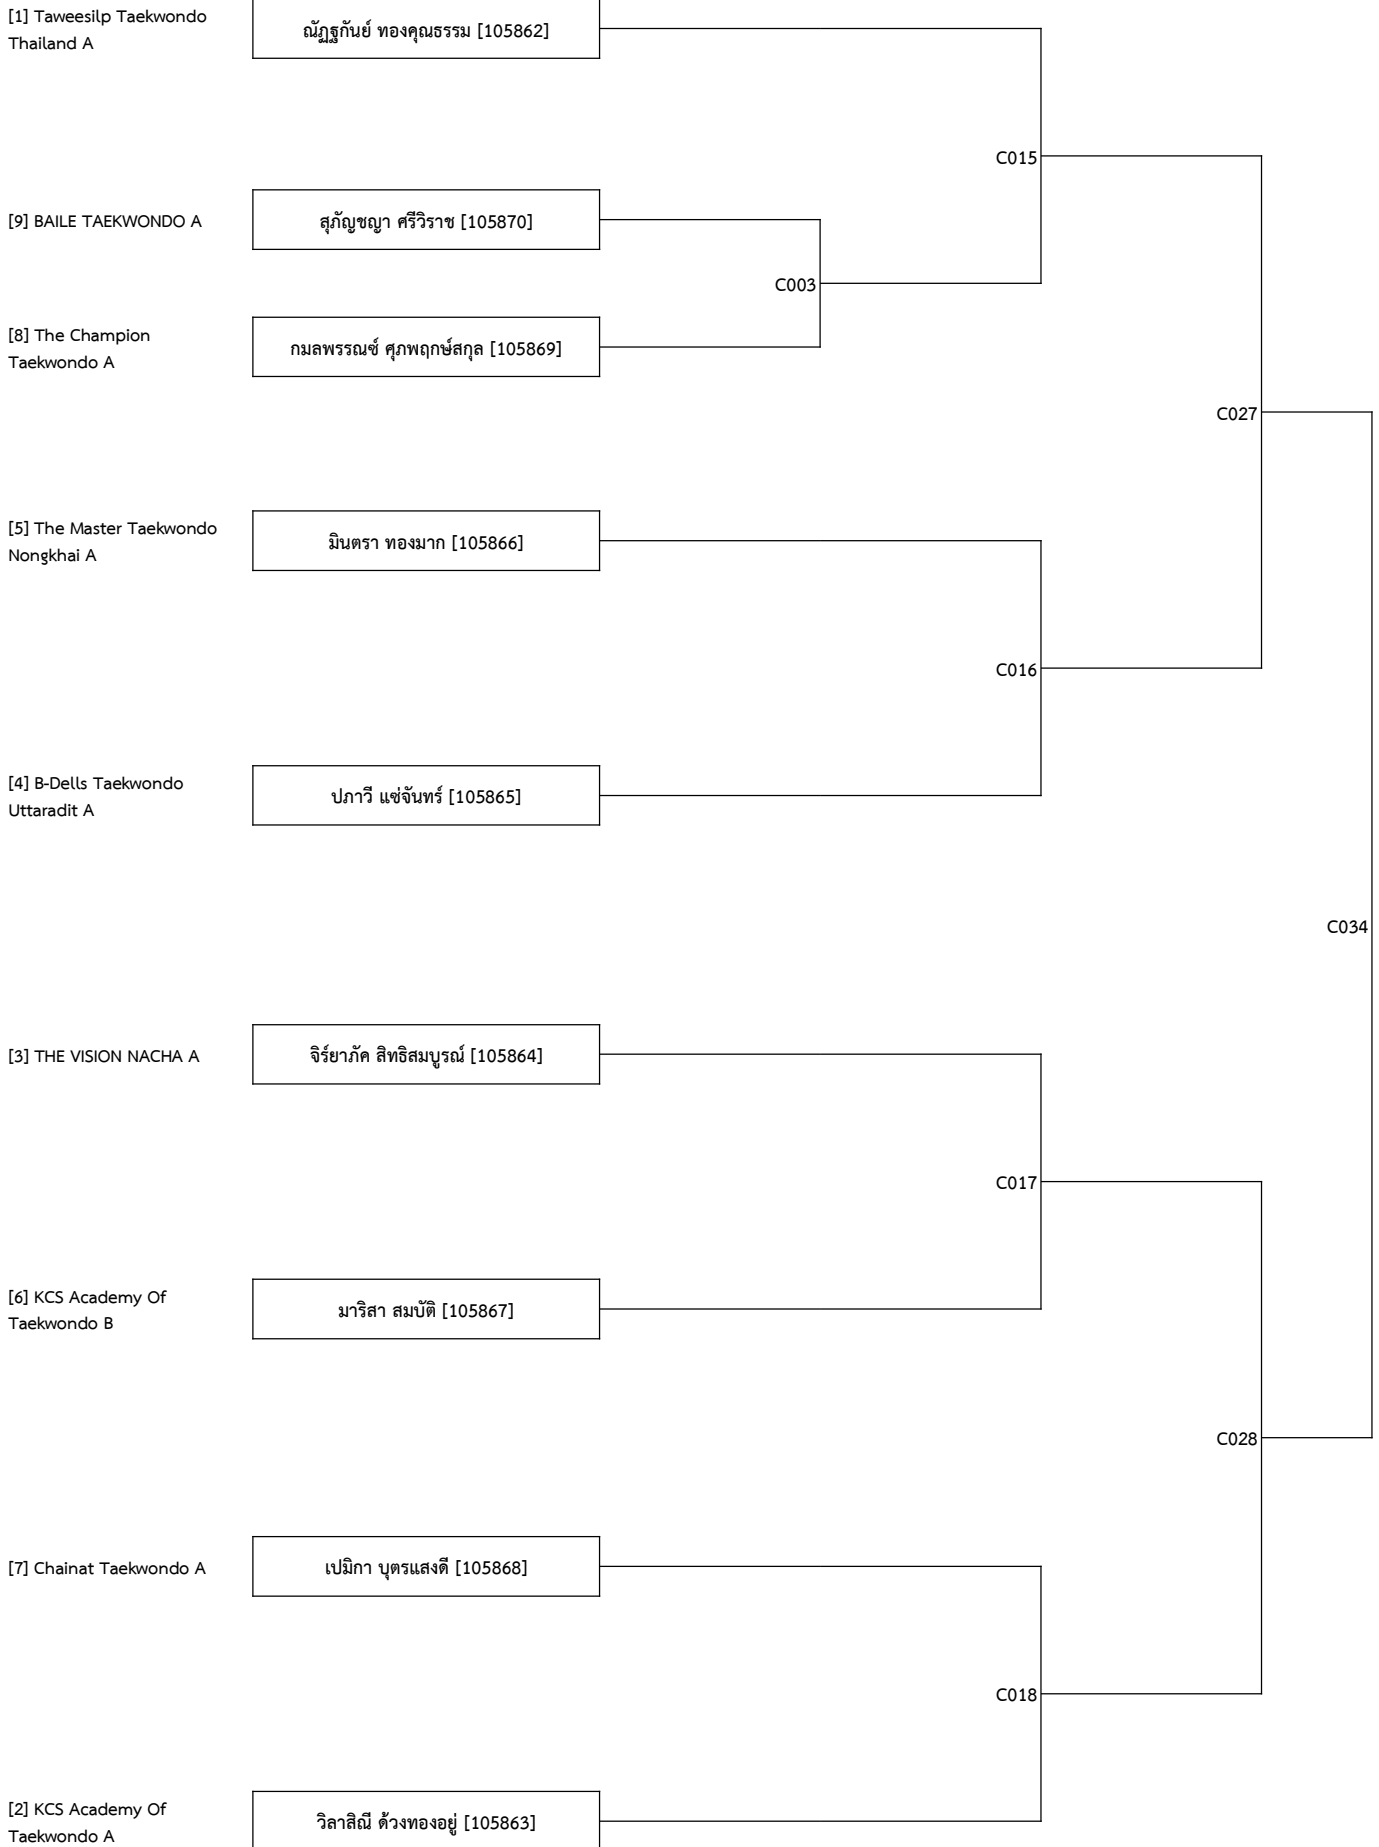 [1] Taweesilp Taekwondo
Thailand A
ณัฏฐกันย์ ทองคุณธรรม [105862]
C015
[9] BAILE TAEKWONDO A
สุภัญชญา ศรีวิราช [105870]
C003
[8] The Champion
Taekwondo A
กมลพรรณซ์ ศุภพฤกษ์สกุล [105869]
C027
[5] The Master Taekwondo
Nongkhai A
มินตรา ทองมาก [105866]
C016
[4] B-Dells Taekwondo
Uttaradit A
ปภาวี แซ่จันทร์ [105865]
C034
[3] THE VISION NACHA A
จิร์ยาภัค สิทธิสมบูรณ์ [105864]
C017
[6] KCS Academy Of
Taekwondo B
มาริสา สมบัติ [105867]
C028
[7] Chainat Taekwondo A
เปมิกา บุตรแสงดี [105868]
C018
[2] KCS Academy Of
Taekwondo A
วิลาสิณี ด้วงทองอยู่ [105863]